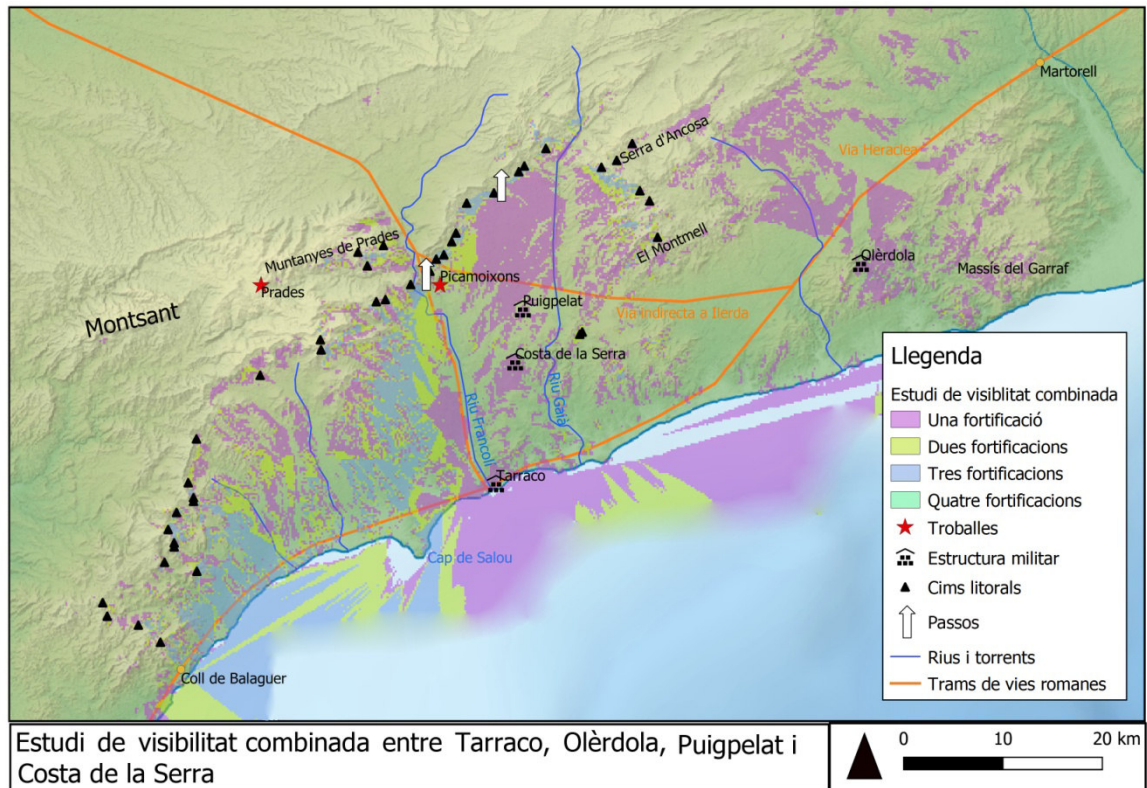 Martorell
Serra d'Ancosa
Via Heraclea
Muntanyes de Prades
El Montmell
Olèrdola
Massís del Garraf
Picamoixons
Prades
Montsant
Puigpelat
Via indirecta a Ilerda
Costa de la Serra
Riu Gaià
Riu Francolí
Tarraco
Cap de Salou
Coll de Balaguer
Llegenda
Estudi de visiblitat combinada
Una fortificació
Dues fortificacions
Tres fortificacions
Quatre fortificacions
Troballes
Estructura militar
Cims litorals
Passos
Rius i torrents
Trams de vies romanes
Estudi de visibilitat combinada entre Tarraco, Olèrdola, Puigpelat i
Costa de la Serra
0 10 20 km